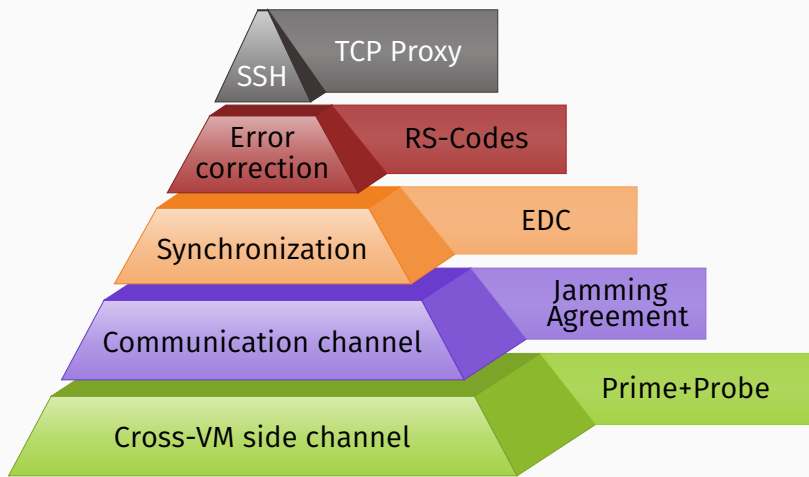 SSH
TCP Proxy
Error
correction
RS-Codes
Synchronization
EDC
Communication channel
Jamming
Agreement
Cross-VM side channel
Prime+Probe